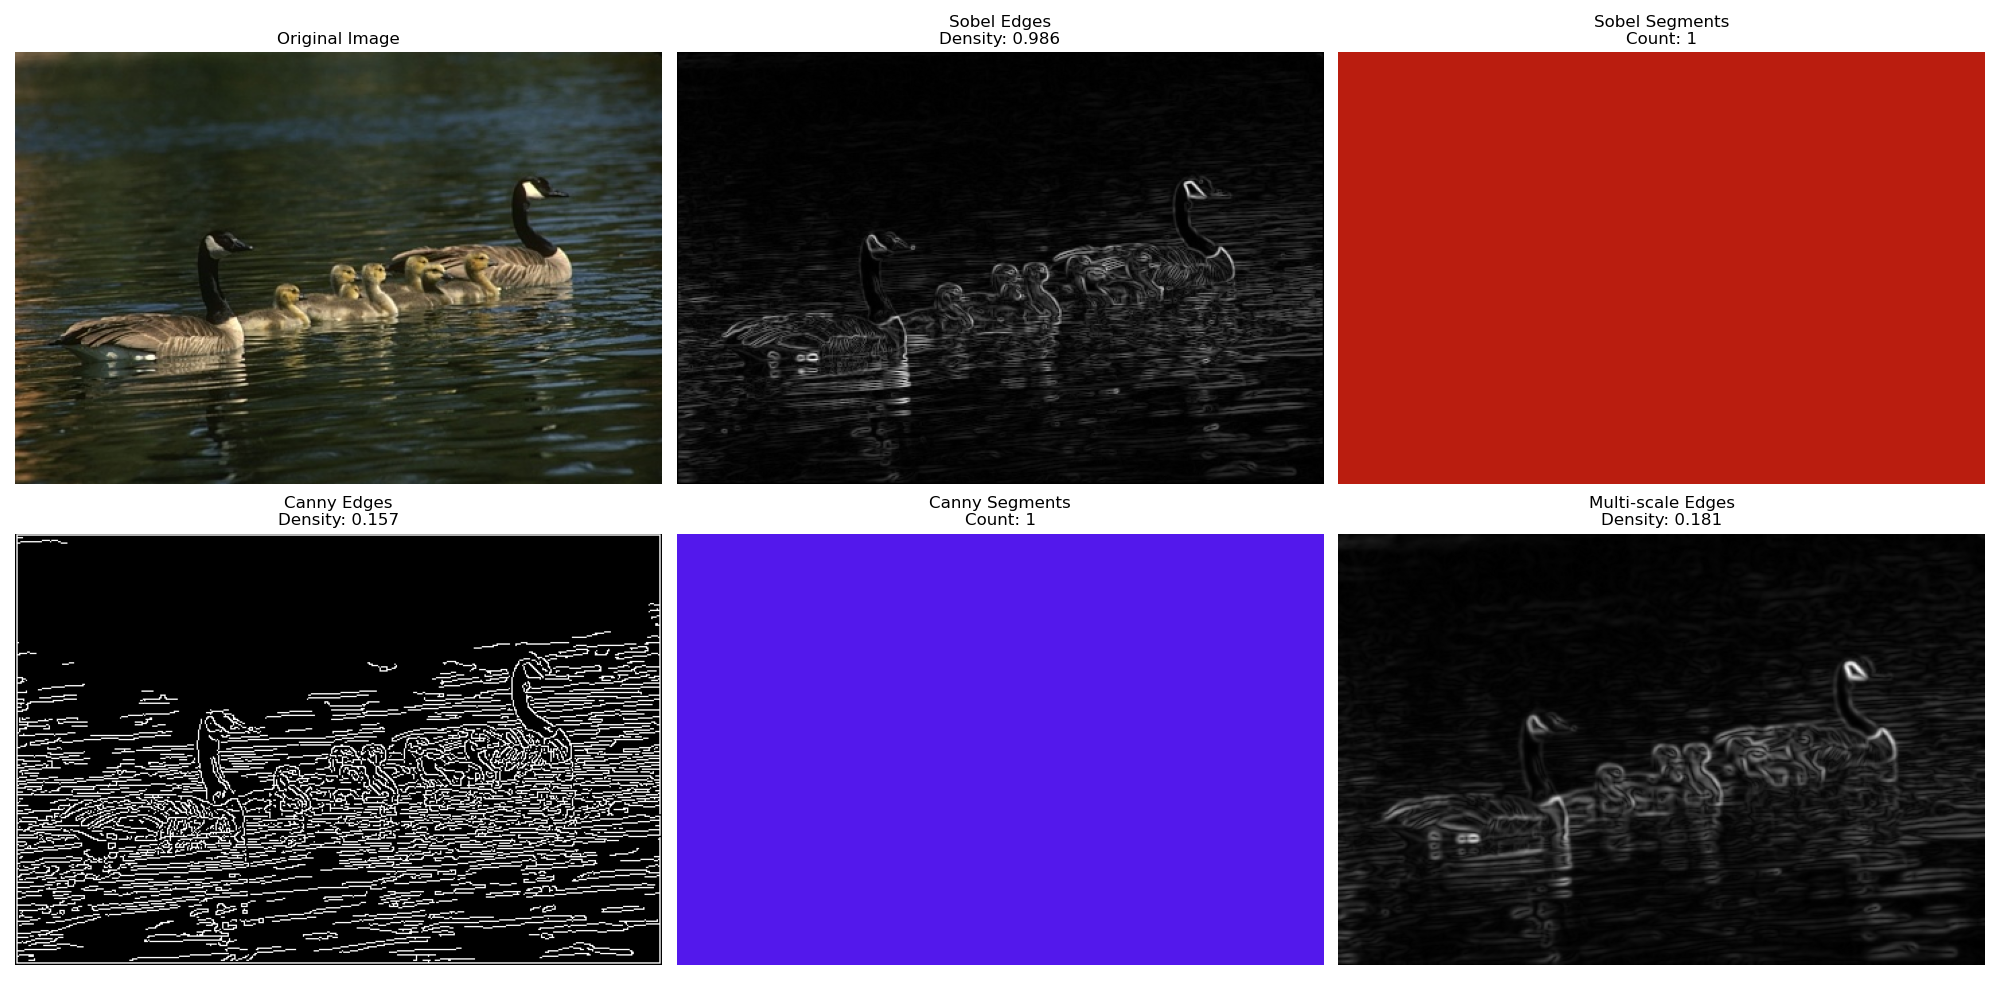 Original Image
Sobel Edges
Density: 0.986
Sobel Segments
Count: 1
Canny Edges
Density: 0.157
Canny Segments
Count: 1
Multi-scale Edges
Density: 0.181